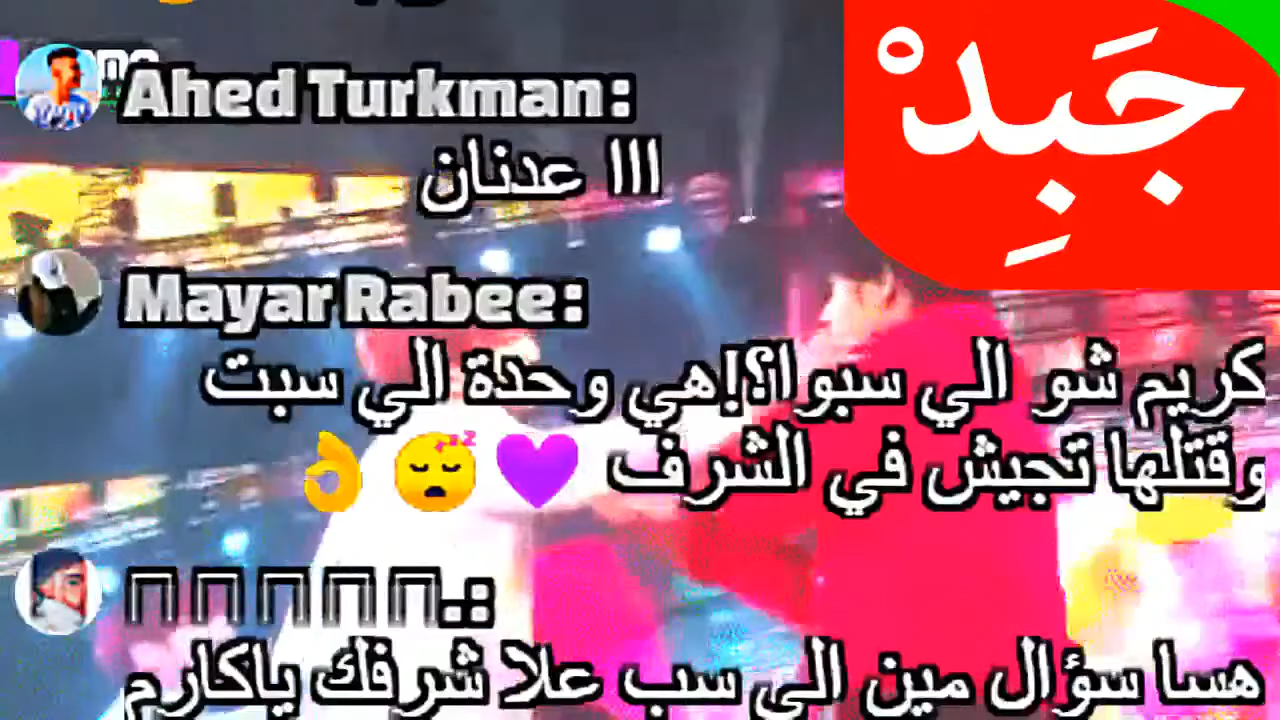 جَبِدْ
Ahed Turkman:
ااا عدنان
Mayar Rabee:
كريم شو الي سبوا؟!هي وحدة الي سبت
وقتلها تجيش في الشرف 💜😴👌
هسا سؤال مين الي سب علا شرفك ياكارم